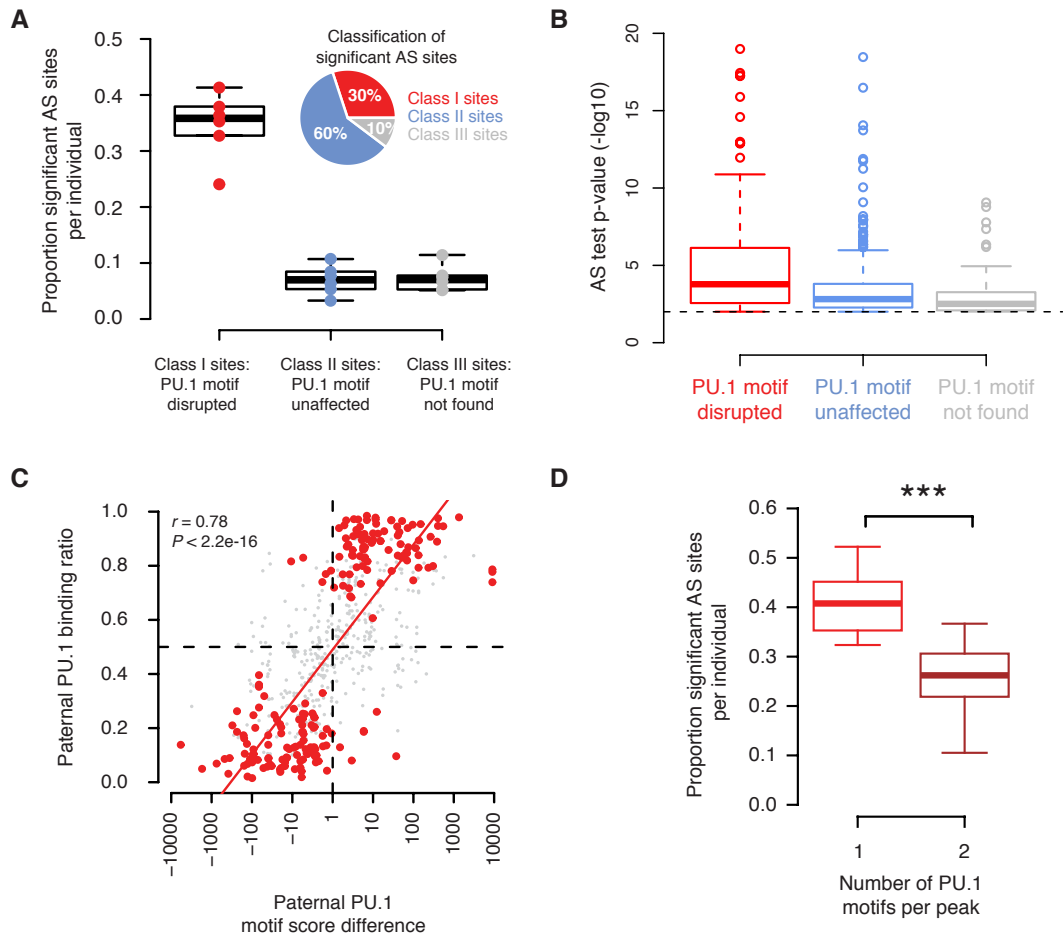 A
Proportion significant AS sites
per individual
0.5
0.4
0.3
0.2
0.1
0.0
Classification of
significant AS sites
30%
60%
10%
Class I sites
Class II sites
Class III sites
Class I sites:
PU.1 motif
disrupted
Class II sites:
PU.1 motif
unaffected
Class III sites:
PU.1 motif
not found
B
AS test p-value (-log10)
20
15
10
5
0
PU.1 motif
disrupted
PU.1 motif
unaffected
PU.1 motif
not found
C
Paternal PU.1 binding ratio
1.0
0.8
0.6
0.4
0.2
0.0
r = 0.78
P < 2.2e-16
−10000
−1000
−100
−10
1
10
100
1000
10000
Paternal PU.1
motif score difference
D
Proportion significant AS sites
per individual
0.6
0.5
0.4
0.3
0.2
0.1
0.0
***
1
2
Number of PU.1
motifs per peak